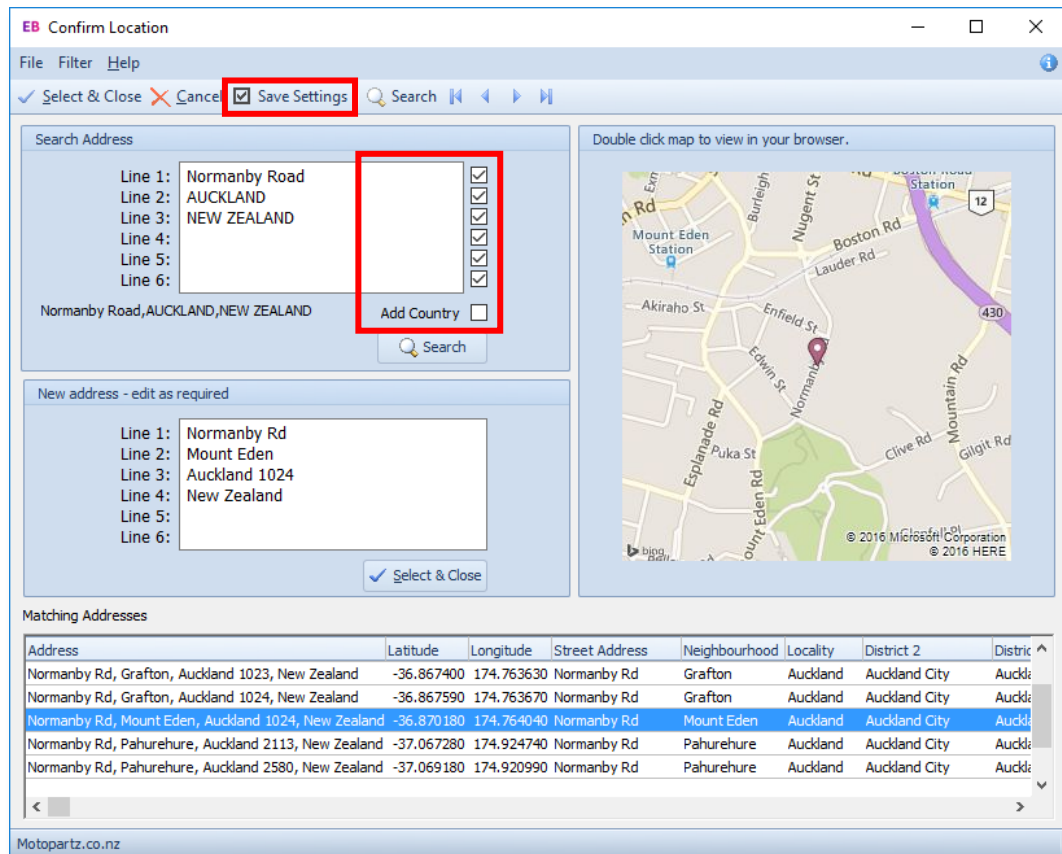 EB Confirm Location
File Filter Help
Select & Close Cancel Save Settings Search
Search Address
Line 1: Normanby Road
Line 2: AUCKLAND
Line 3: NEW ZEALAND
Line 4:
Line 5:
Line 6:
Normanby Road,AUCKLAND,NEW ZEALAND Add Country
Search
New address - edit as required
Line 1: Normanby Rd
Line 2: Mount Eden
Line 3: Auckland 1024
Line 4: New Zealand
Line 5:
Line 6:
Select & Close
Double click map to view in your browser.
Burleigh
Nugent St
Station
12
n Rd
Mount Eden
Station
Boston Rd
Lauder Rd
Akiraho St
Enfield St
430
Edwin St
Normanby Rd
Mountain Rd
Esplanade Rd
Puka St
Clive Rd
Gilgit Rd
ount Eden Rd
bing
© 2016 Microsoft Corporation
© 2016 HERE
Matching Addresses
Address Latitude Longitude Street Address Neighbourhood Locality District 2 Distric
Normanby Rd, Grafton, Auckland 1023, New Zealand -36.867400 174.763630 Normanby Rd Grafton Auckland Auckland City Auckla
Normanby Rd, Grafton, Auckland 1024, New Zealand -36.867590 174.763670 Normanby Rd Grafton Auckland Auckland City Auckla
Normanby Rd, Mount Eden, Auckland 1024, New Zealand -36.870180 174.764040 Normanby Rd Mount Eden Auckland Auckland City Auckla
Normanby Rd, Pahurehure, Auckland 2113, New Zealand -37.067280 174.924740 Normanby Rd Pahurehure Auckland Auckland City Auckla
Normanby Rd, Pahurehure, Auckland 2580, New Zealand -37.069180 174.920990 Normanby Rd Pahurehure Auckland Auckland City Auckla
Motopartz.co.nz